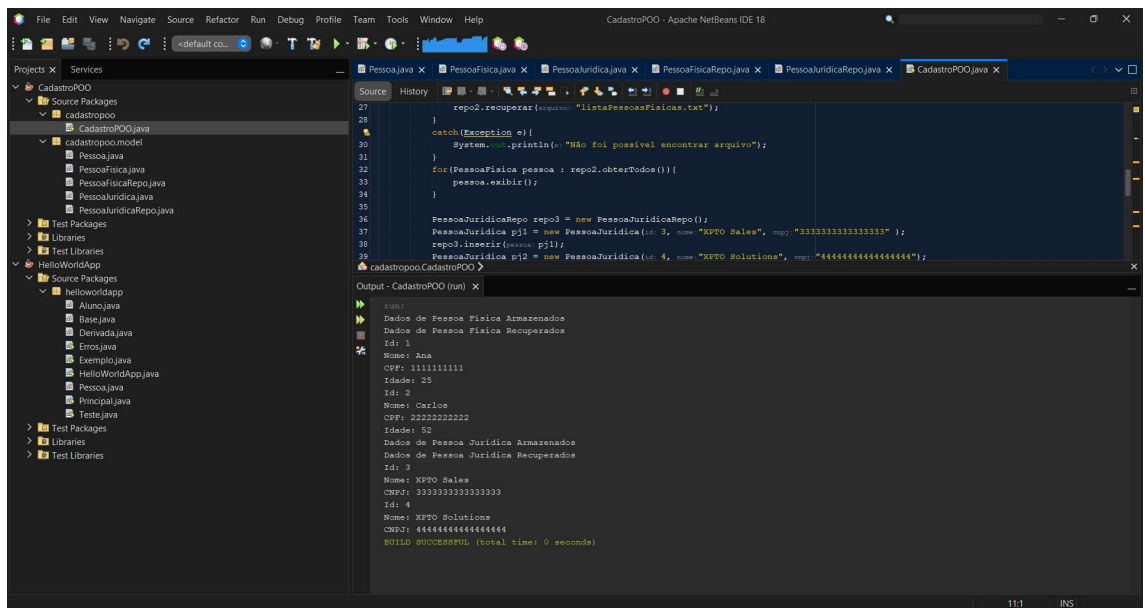 File Edit View Navigate Source Refactor Run Debug Profile Team Tools Window Help CadastroPOO - Apache NetBeans IDE 18
<default co...
Projects Services
CadastroPOO
Source Packages
cadastropoo
CadastroPOO.java
cadastropoo.model
Pessoa.java
PessoaFisica.java
PessoaFisicaRepo.java
PessoaJuridica.java
PessoaJuridicaRepo.java
Test Packages
Libraries
Test Libraries
HelloWorldApp
Source Packages
helloworldapp
Aluno.java
Base.java
Derivada.java
Erros.java
Exemplo.java
HelloWorldApp.java
Pessoa.java
Principal.java
Teste.java
Test Packages
Libraries
Test Libraries
Pessoa.java PessoaFisica.java PessoaJuridica.java PessoaFisicaRepo.java PessoaJuridicaRepo.java CadastroPOO.java
Source History
27 repo2.recuperar(arquivo: "listaPessoasFisicas.txt");
28 }
catch(Exception e){
30 System.out.println(x: "Não foi possivel encontrar arquivo");
31 }
32 for(PessoaFisica pessoa : repo2.obterTodos()){
33 pessoa.exibir();
34 }
35
36 PessoaJuridicaRepo repo3 = new PessoaJuridicaRepo();
37 PessoaJuridica pj1 = new PessoaJuridica(id: 3, nome: "XPTO Sales", cnpj: "3333333333333333" );
38 repo3.inserir(pessoa: pj1);
39 PessoaJuridica pj2 = new PessoaJuridica(id: 4, nome: "XPTO Solutions", cnpj: "44444444444444444");
cadastropoo.CadastroPOO
Output - CadastroPOO (run)
run:
Dados de Pessoa Fisica Armazenados
Dados de Pessoa Fisica Recuperados
Id: 1
Nome: Ana
CPF: 1111111111
Idade: 25
Id: 2
Nome: Carlos
CPF: 22222222222
Idade: 52
Dados de Pessoa Juridica Armazenados
Dados de Pessoa Juridica Recuperados
Id: 3
Nome: XPTO Sales
CNPJ: 3333333333333333
Id: 4
Nome: XPTO Solutions
CNPJ: 44444444444444444
BUILD SUCCESSFUL (total time: 0 seconds)
11:1 INS